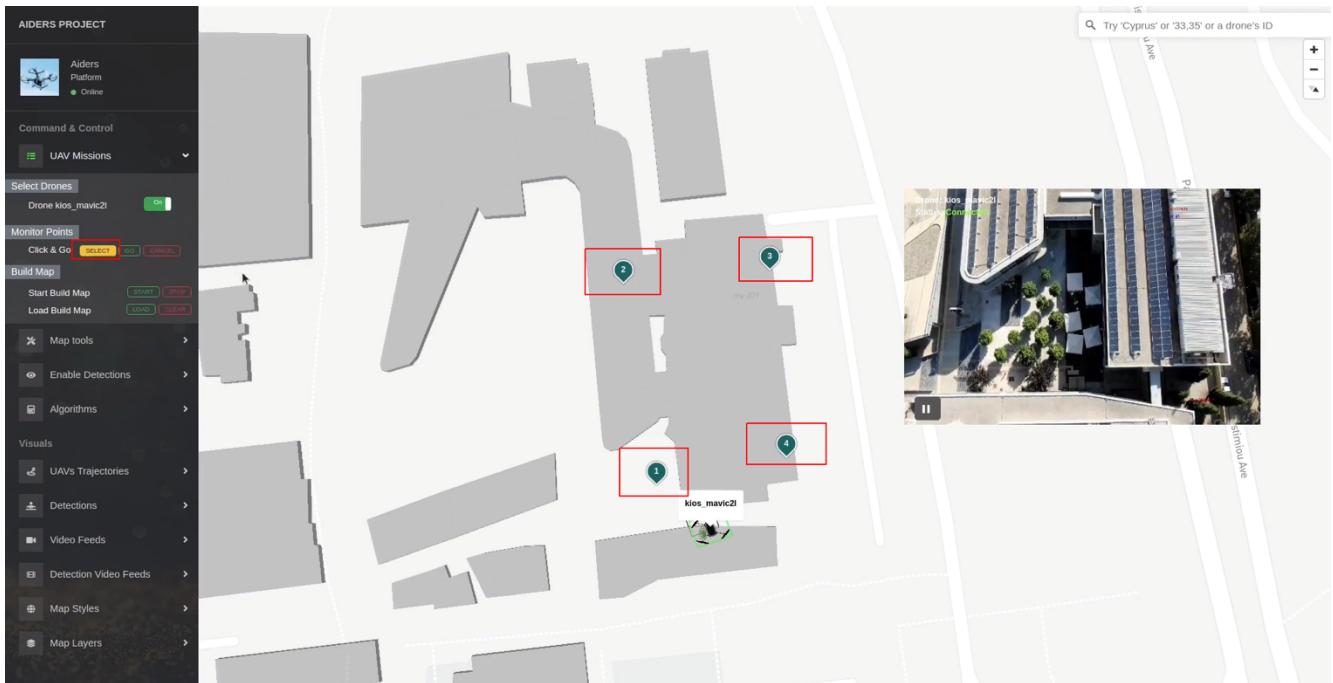 AIDERS PROJECT
Aiders
Platform
Online
Command & Control
UAV Missions
Select Drones
Drone kios_mavic2l
On
Monitor Points
Click & Go SELECT GO CANCEL
Build Map
Start Build Map START STOP
Load Build Map LOAD CLEAR
Map tools
Enable Detections
Algorithms
Visuals
UAVs Trajectories
Detections
Video Feeds
Detection Video Feeds
Map Styles
Map Layers
Try 'Cyprus' or '33,35' or a drone's ID
Drone: kios_mavic2l
Status: Connected
2
3
1
4
kios_mavic2l